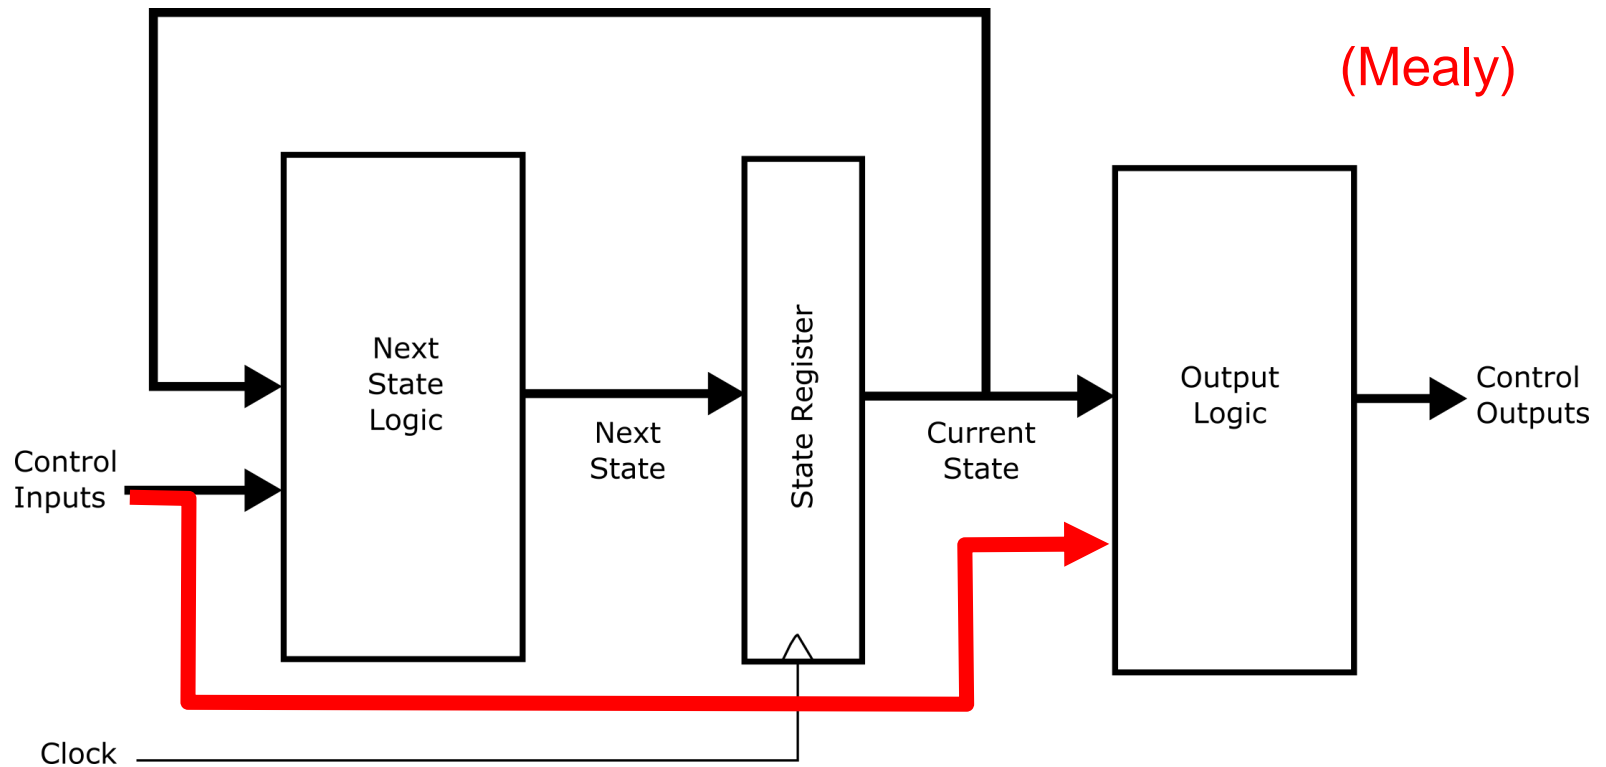 (Mealy)
Next
State
Logic
State Register
Output
Logic
Control
Outputs
Next
State
Current
State
Control
Inputs
Clock